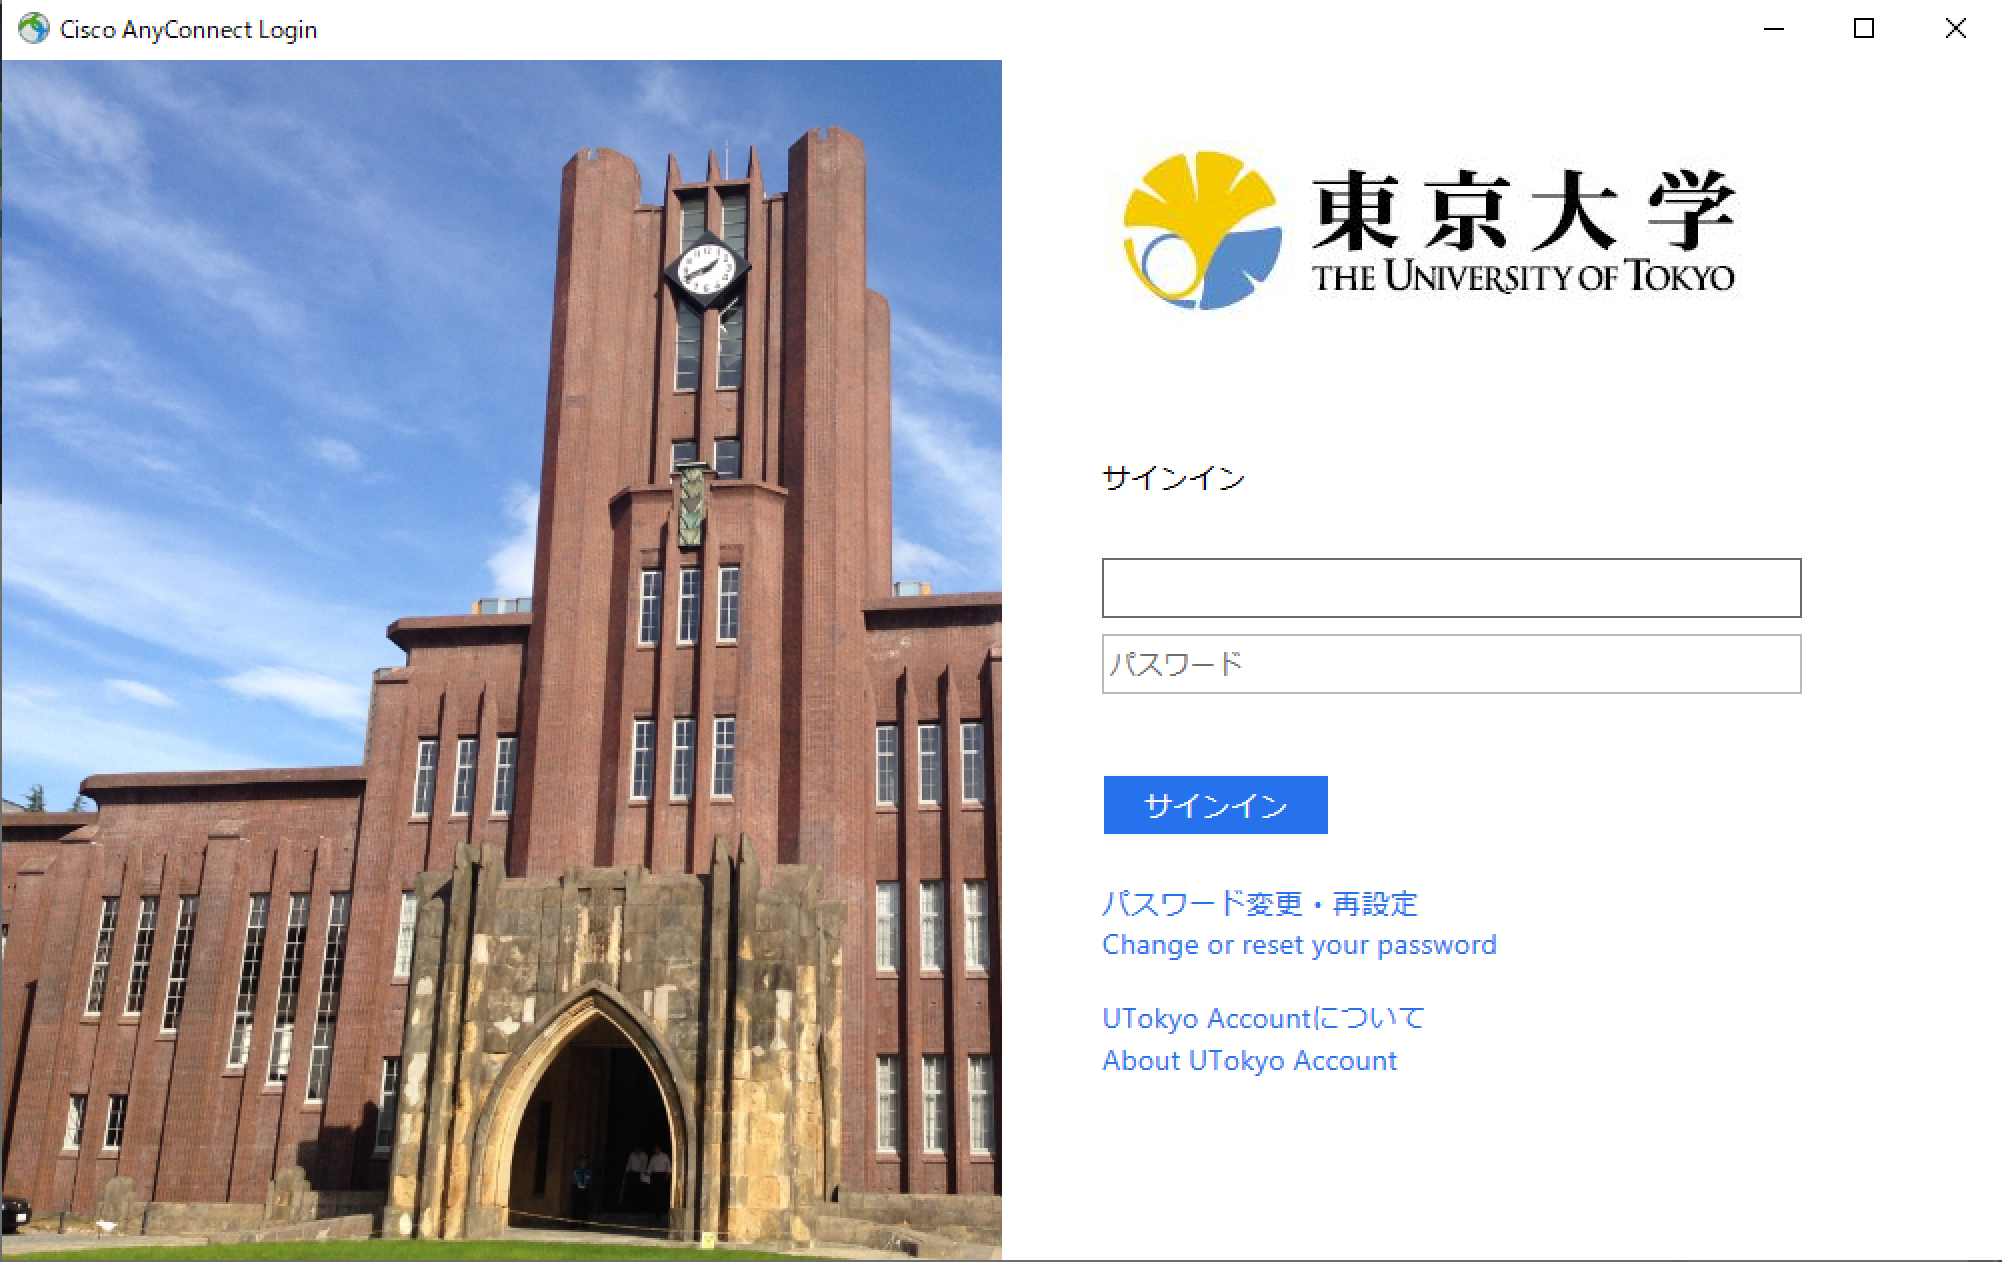 Cisco AnyConnect Login
東京大学
THE UNIVERSITY OF TOKYO
サインイン
パスワード
サインイン
パスワード変更・再設定
Change or reset your password
UTokyo Accountについて
About UTokyo Account